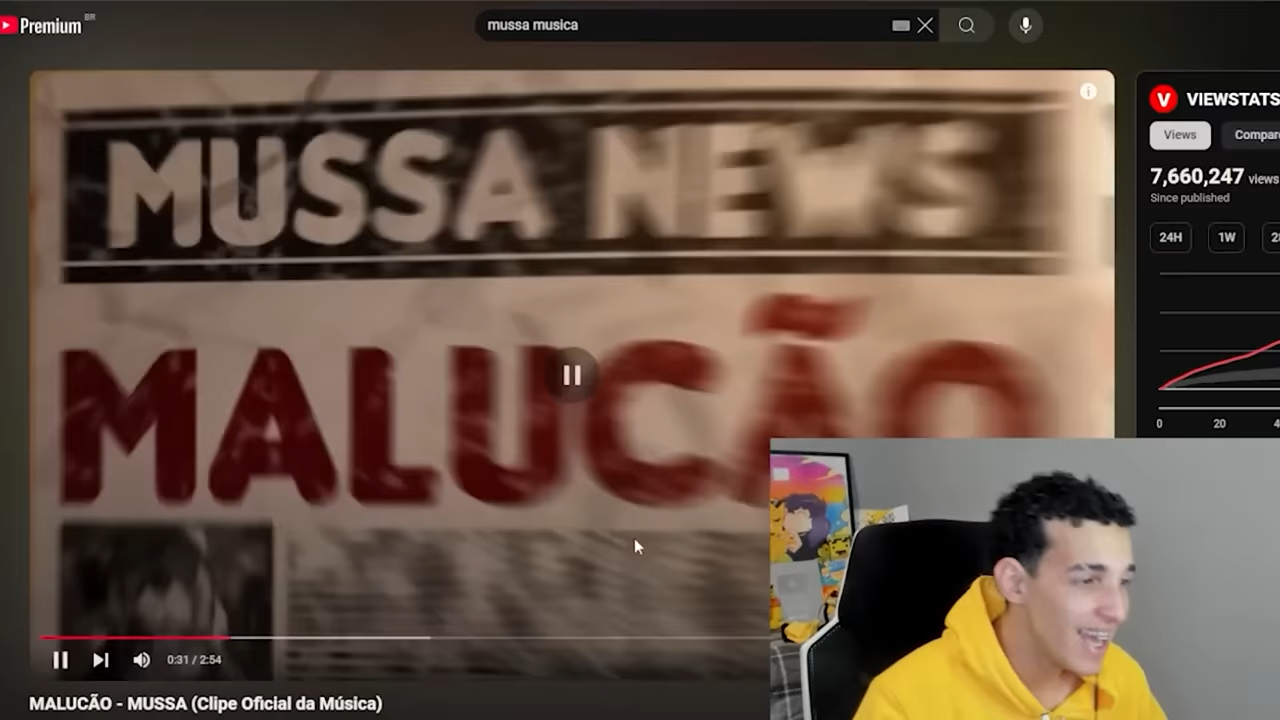 Premium BR
mussa musica
MUSSA NEWS
MALUCÃO
VIEWSTATS
Views
7,660,247 views
Since published
24H
1W
0
20
0:31 / 2:54
MALUCÃO - MUSSA (Clipe Oficial da Música)